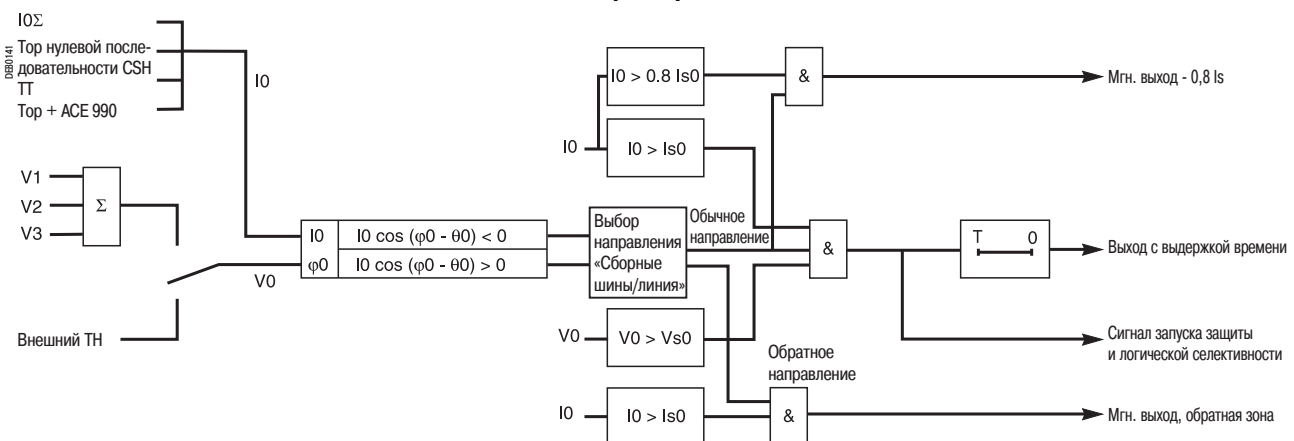 DEB0141
I0Σ
Тор нулевой после-
довательности CSH
ТТ
Тор + ACE 990
I0
V1
V2
V3
Σ
V0
Внешний ТН
I0
I0 cos (φ0 - θ0) < 0
φ0
I0 cos (φ0 - θ0) > 0
I0
I0 > 0.8 Is0
I0 > Is0
Выбор
направления
«Сборные
шины/линия»
Обычное
направление
V0
V0 > Vs0
Обратное
направление
I0
I0 > Is0
&
&
&
T 0
Мгн. выход - 0,8 Is
Выход с выдержкой времени
Сигнал запуска защиты
и логической селективности
Мгн. выход, обратная зона